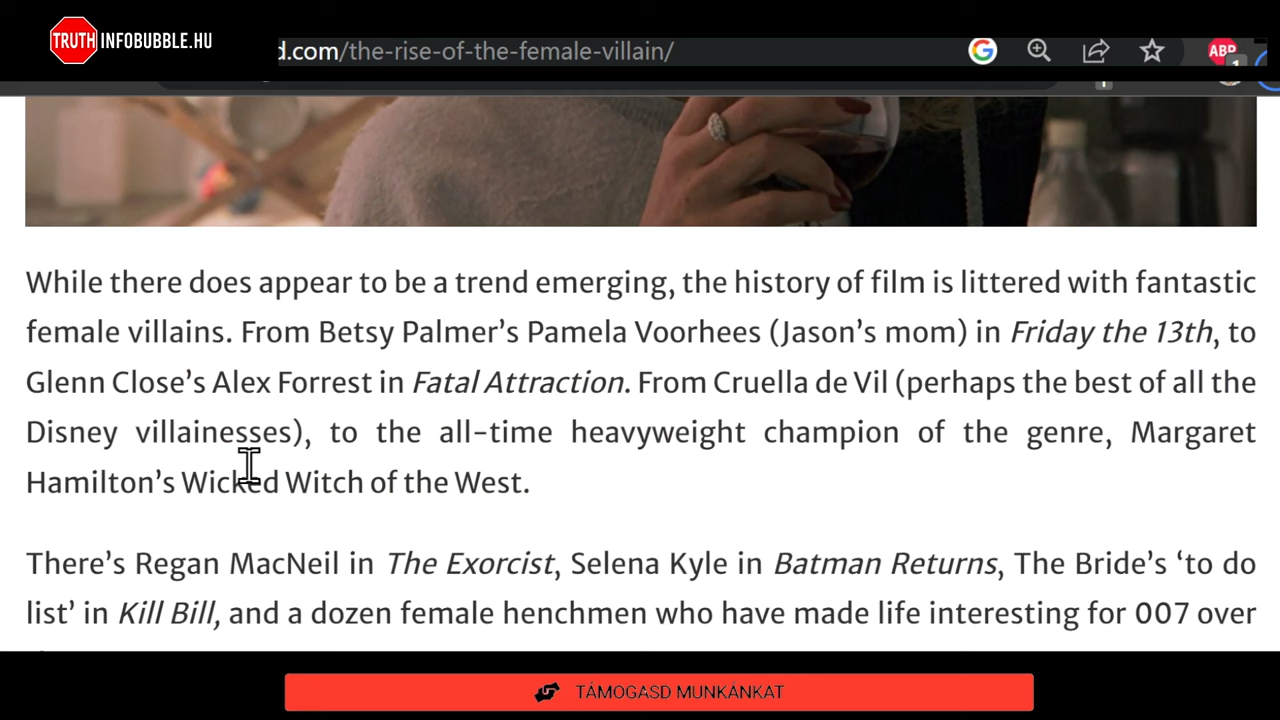 TRUTH INFOBUBBLE.HU
d.com/the-rise-of-the-female-villain/
ABP
1
While there does appear to be a trend emerging, the history of film is littered with fantastic
female villains. From Betsy Palmer’s Pamela Voorhees (Jason’s mom) in Friday the 13th, to
Glenn Close’s Alex Forrest in Fatal Attraction. From Cruella de Vil (perhaps the best of all the
Disney villainesses), to the all-time heavyweight champion of the genre, Margaret
Hamilton’s Wicked Witch of the West.
There’s Regan MacNeil in The Exorcist, Selena Kyle in Batman Returns, The Bride’s ‘to do
list’ in Kill Bill, and a dozen female henchmen who have made life interesting for 007 over
TÁMOGASD MUNKÁNKAT